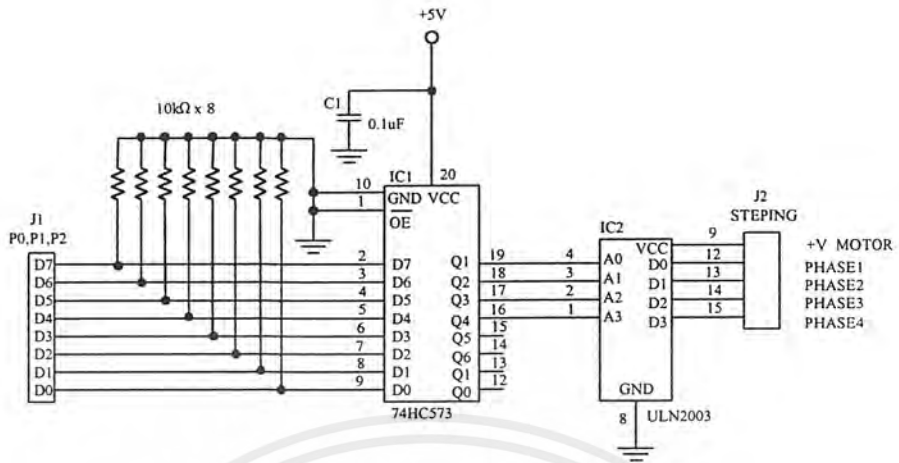 +5V
10kΩ x 8
C1
0.1uF
IC1
20
10
GND VCC
1
OE
J1
P0,P1,P2
D7
D6
D5
D4
D3
D2
D1
D0
2
3
4
5
6
7
8
9
D7
D6
D5
D4
D3
D2
D1
D0
Q1
Q2
Q3
Q4
Q5
Q6
Q1
Q0
19
18
17
16
15
14
13
12
74HC573
4
3
2
1
IC2
VCC
A0
A1
A2
A3
D0
D1
D2
D3
GND
8
ULN2003
9
12
13
14
15
J2
STEPING
+V MOTOR
PHASE1
PHASE2
PHASE3
PHASE4